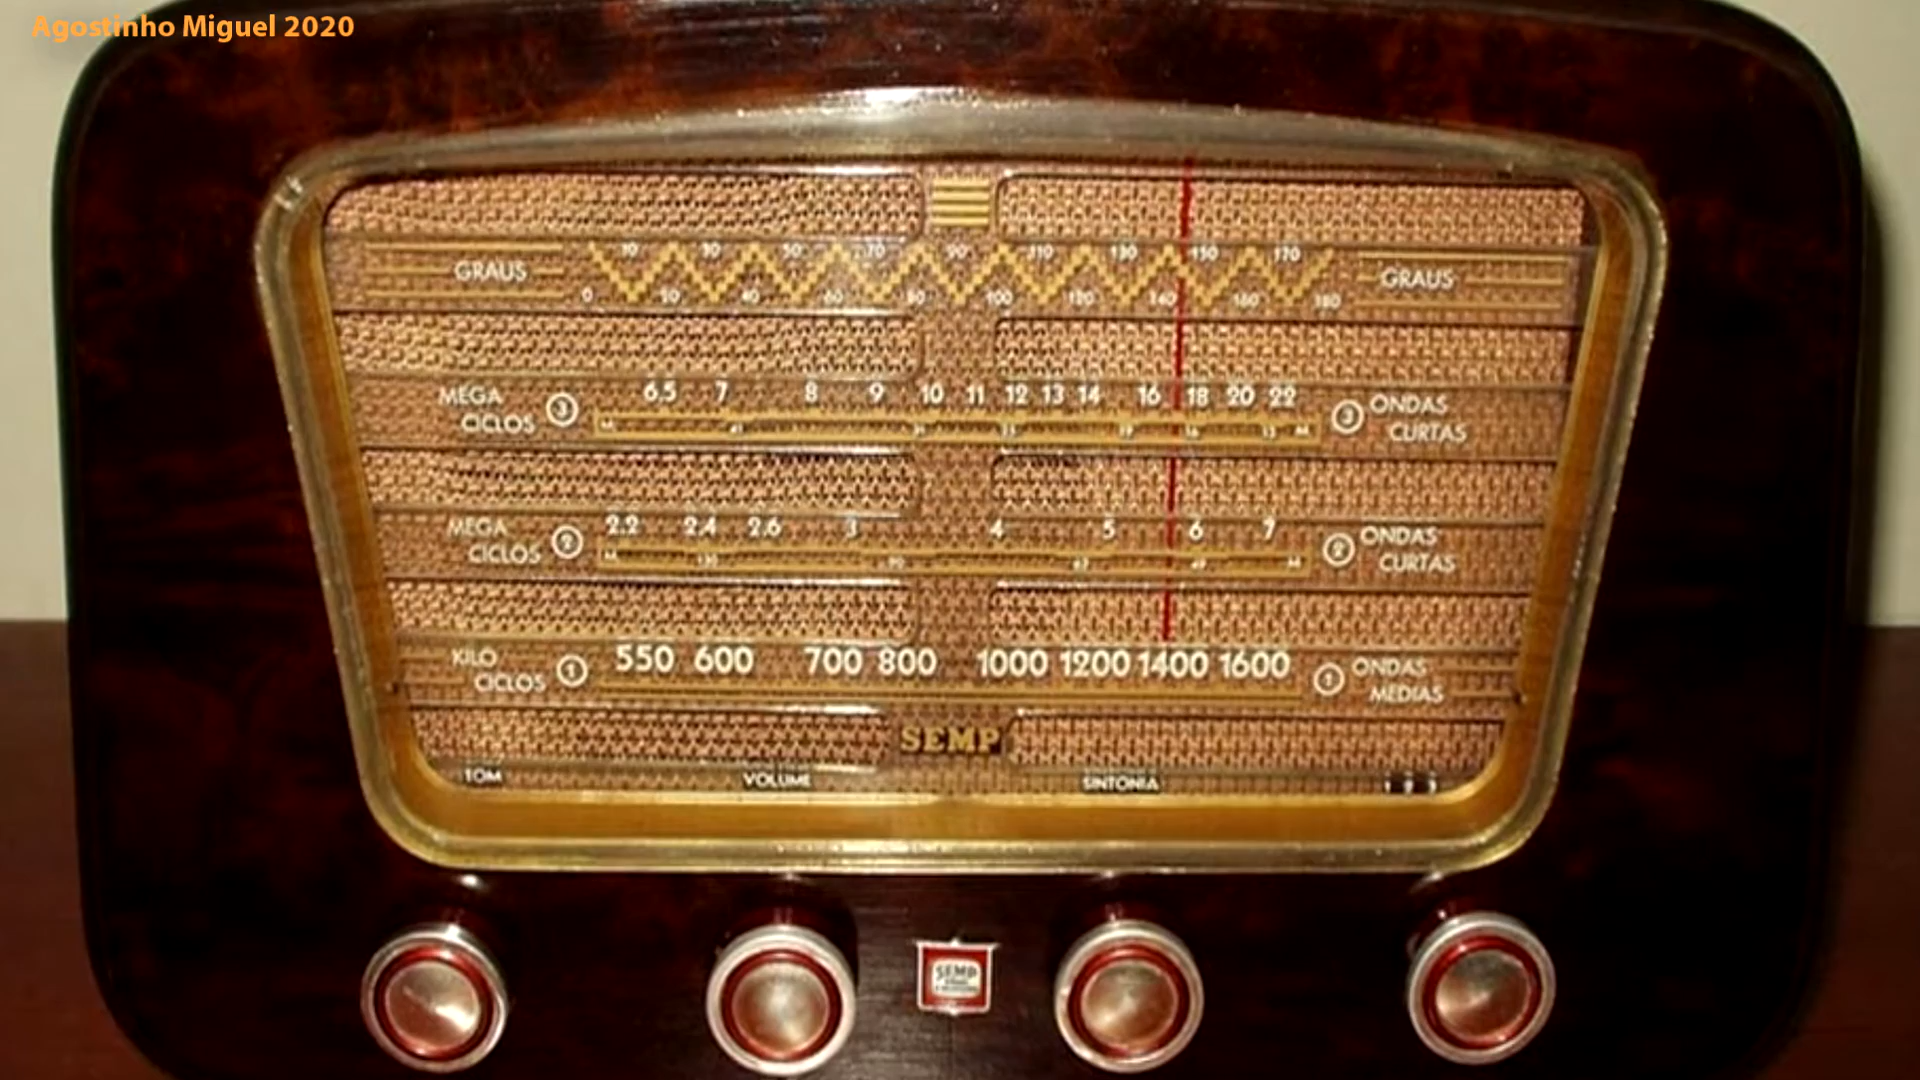 Agostinho Miguel 2020
10 30 50 70 90 110 130 150 170
GRAUS GRAUS
0 20 40 60 80 100 120 140 160 180
MEGA 6.5 7 8 9 10 11 12 13 14 16 18 20 22 ONDAS
CICLOS 3 3 CURTAS
MEGA 2.2 2.4 2.6 3 4 5 6 7 ONDAS
CICLOS 2 2 CURTAS
KILO 550 600 700 800 1000 1200 1400 1600 ONDAS
CICLOS 1 1 MEDIAS
SEMP
TOM VOLUME SINTONIA 1 2 3
SEMP